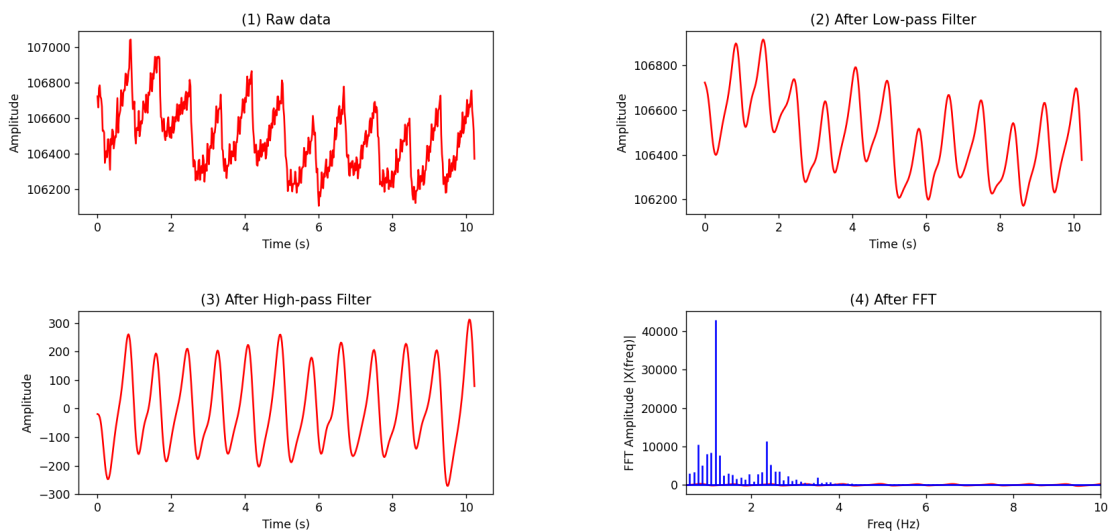 (1) Raw data
107000
106800
106600
106400
106200
Amplitude
0 2 4 6 8 10
Time (s)
(2) After Low-pass Filter
106800
106600
106400
106200
Amplitude
0 2 4 6 8 10
Time (s)
(3) After High-pass Filter
300
200
100
0
−100
−200
−300
Amplitude
0 2 4 6 8 10
Time (s)
(4) After FFT
40000
30000
20000
10000
0
FFT Amplitude |X(freq)|
2 4 6 8 10
Freq (Hz)